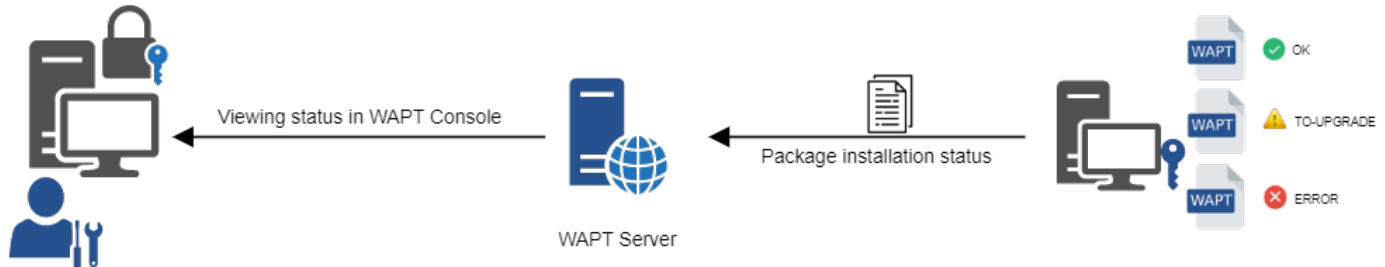 WAPT
OK
Viewing status in WAPT Console
WAPT
TO-UPGRADE
Package installation status
WAPT
ERROR
WAPT Server